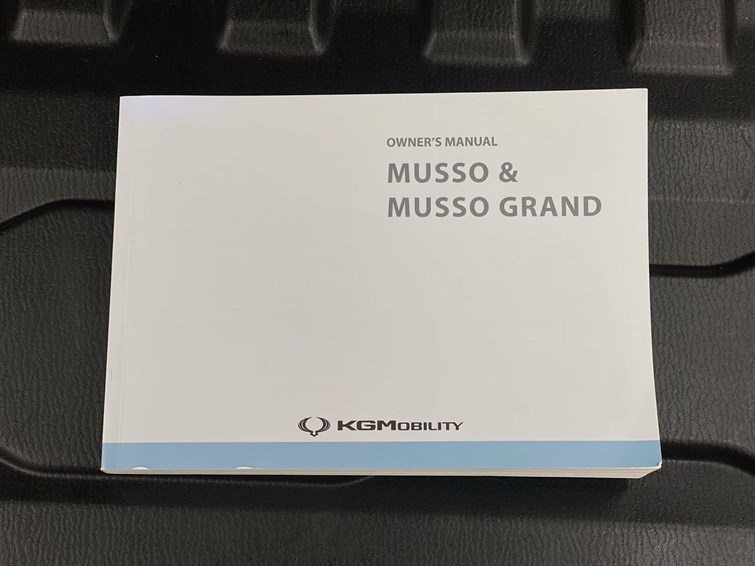 OWNER'S MANUAL
MUSSO &
MUSSO GRAND
KGMOBILITY